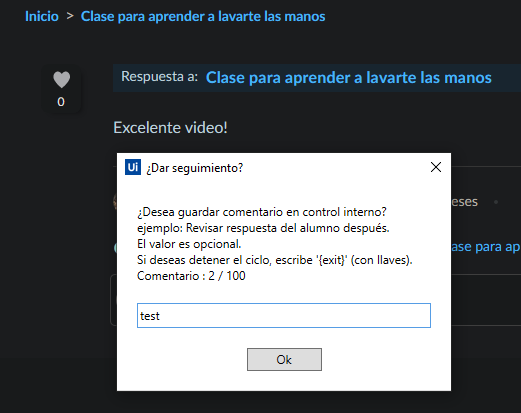 Inicio > Clase para aprender a lavarte las manos
Respuesta a: Clase para aprender a lavarte las manos
0
Excelente video!
Ui ¿Dar seguimiento?
eses
¿Desea guardar comentario en control interno?
ejemplo: Revisar respuesta del alumno después.
El valor es opcional.
Si deseas detener el ciclo, escribe '{exit}' (con llaves).
Comentario : 2 / 100
lase para ap
test
Ok